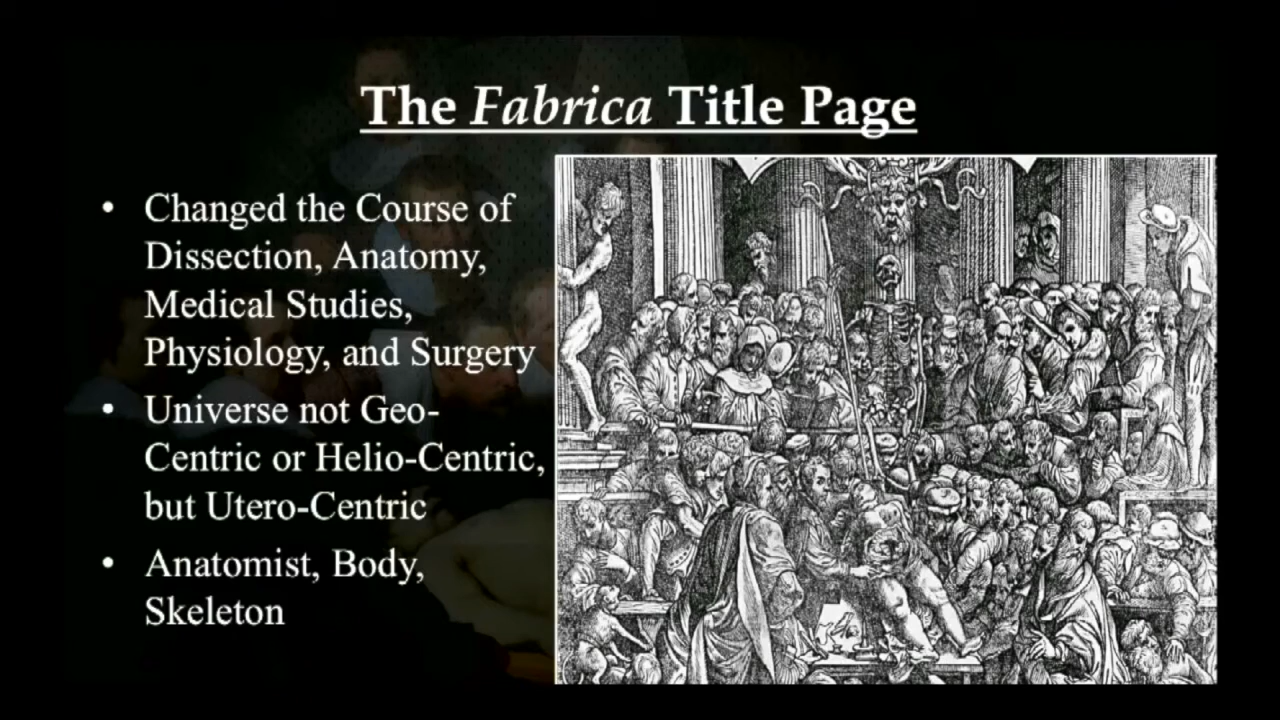 The Fabrica Title Page
• Changed the Course of
Dissection, Anatomy,
Medical Studies,
Physiology, and Surgery
• Universe not Geo-
Centric or Helio-Centric,
but Utero-Centric
• Anatomist, Body,
Skeleton